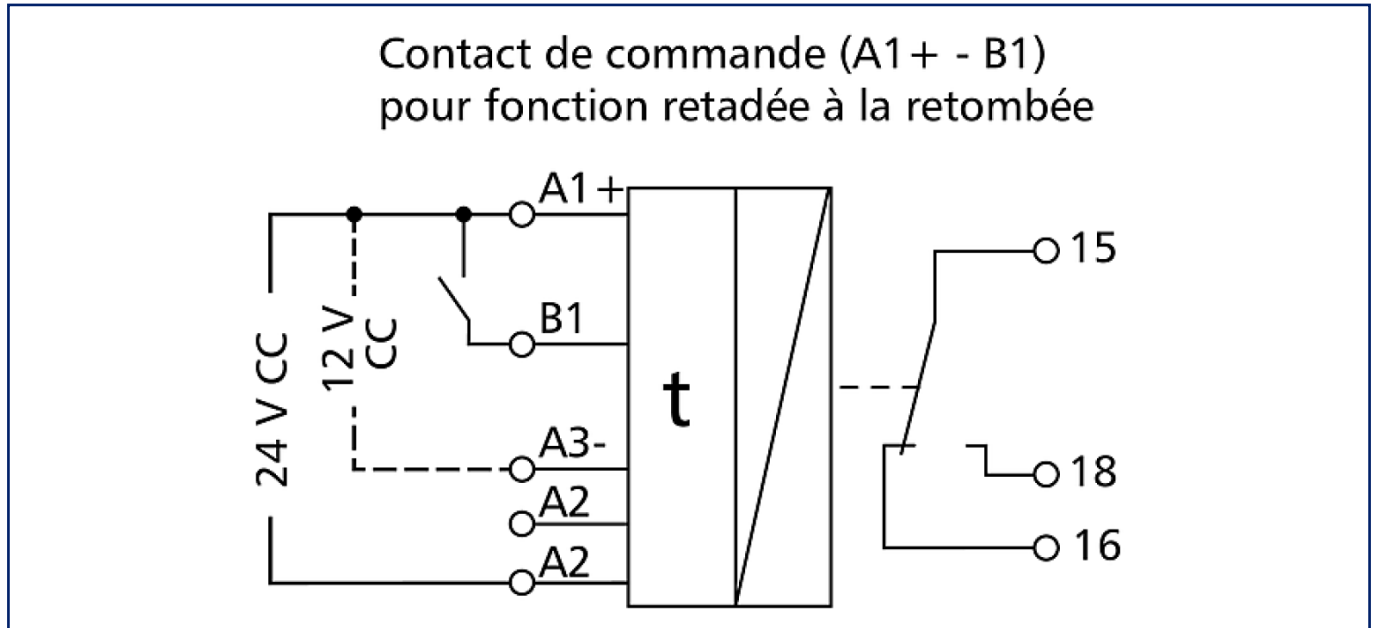 Contact de commande (A1+ - B1)
pour fonction retadée à la retombée
A1+
15
B1
12 V
CC
24 V CC
t
A3-
18
A2
16
A2